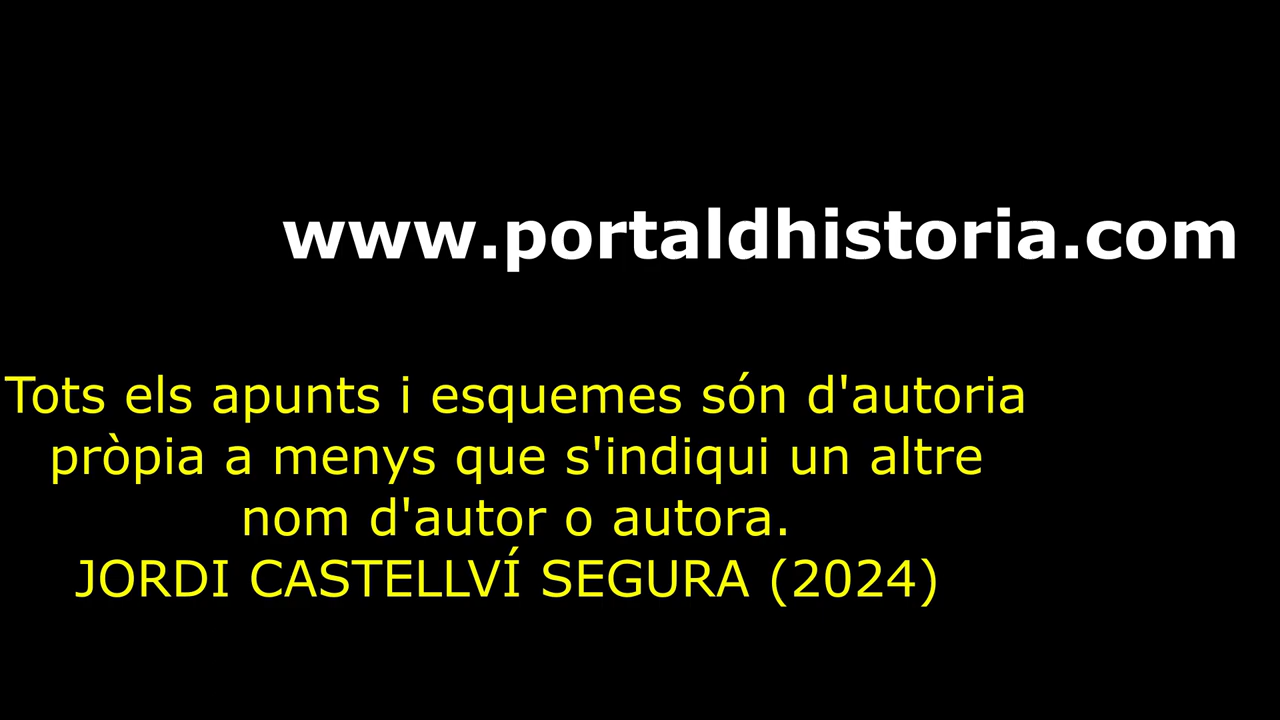 www.portaldhistoria.com
Tots els apunts i esquemes són d'autoria
pròpia a menys que s'indiqui un altre
nom d'autor o autora.
JORDI CASTELLVÍ SEGURA (2024)